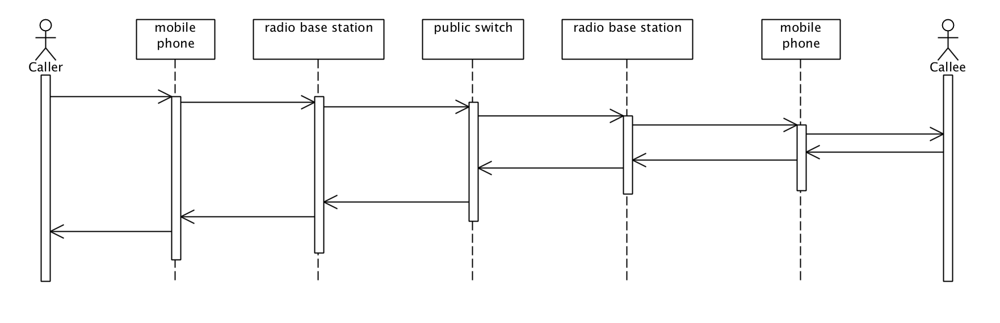 mobile
phone
radio base station
public switch
radio base station
mobile
phone
Caller
Callee